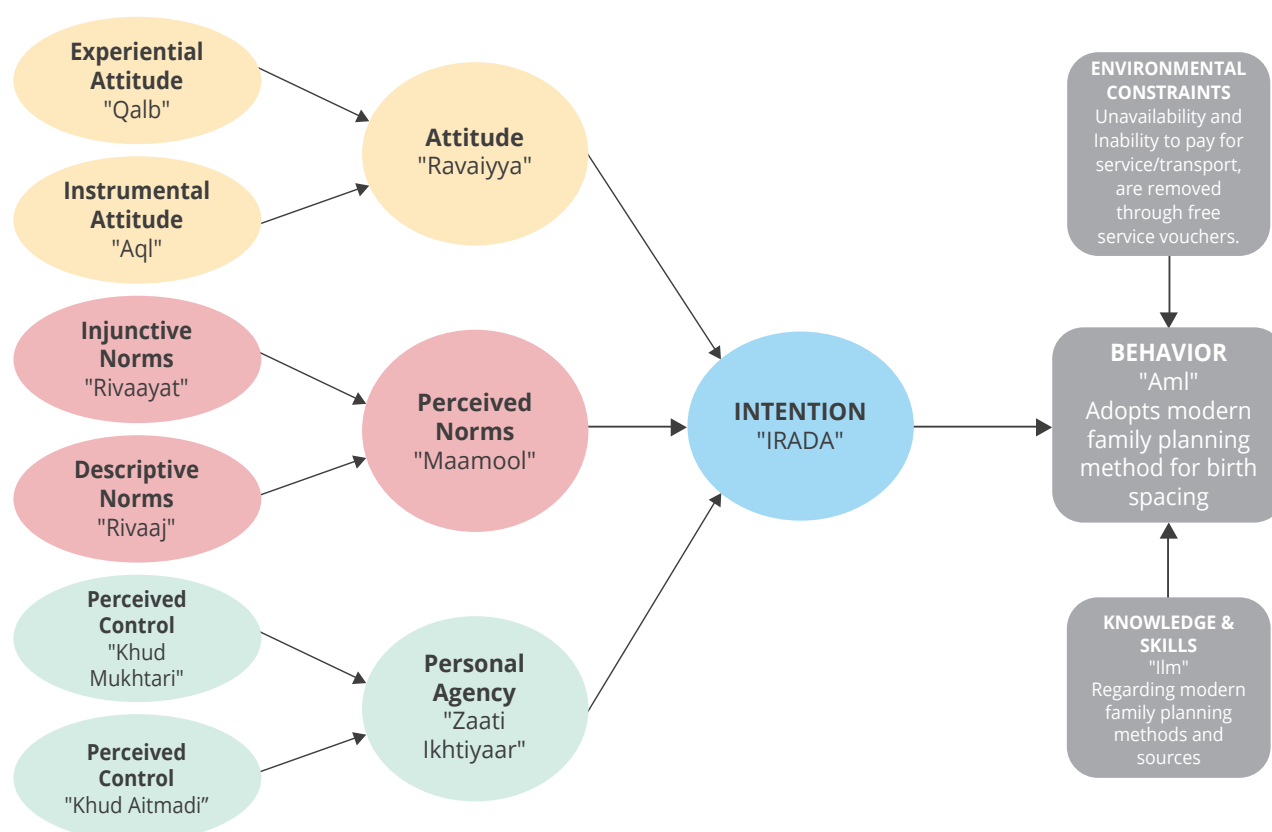 Experiential
Attitude
"Qalb"
Instrumental
Attitude
"Aql"
Injunctive
Norms
"Rivaayat"
Descriptive
Norms
"Rivaaj"
Perceived
Control
"Khud
Mukhtari"
Perceived
Control
"Khud Aitmadi”
Attitude
"Ravaiyya"
Perceived
Norms
"Maamool"
Personal
Agency
"Zaati
Ikhtiyaar"
INTENTION
"IRADA"
ENVIRONMENTAL
CONSTRAINTS
Unavailability and
Inability to pay for
service/transport,
are removed
through free
service vouchers.
BEHAVIOR
"Aml"
Adopts modern
family planning
method for birth
spacing
KNOWLEDGE &
SKILLS
"Ilm"
Regarding modern
family planning
methods and
sources